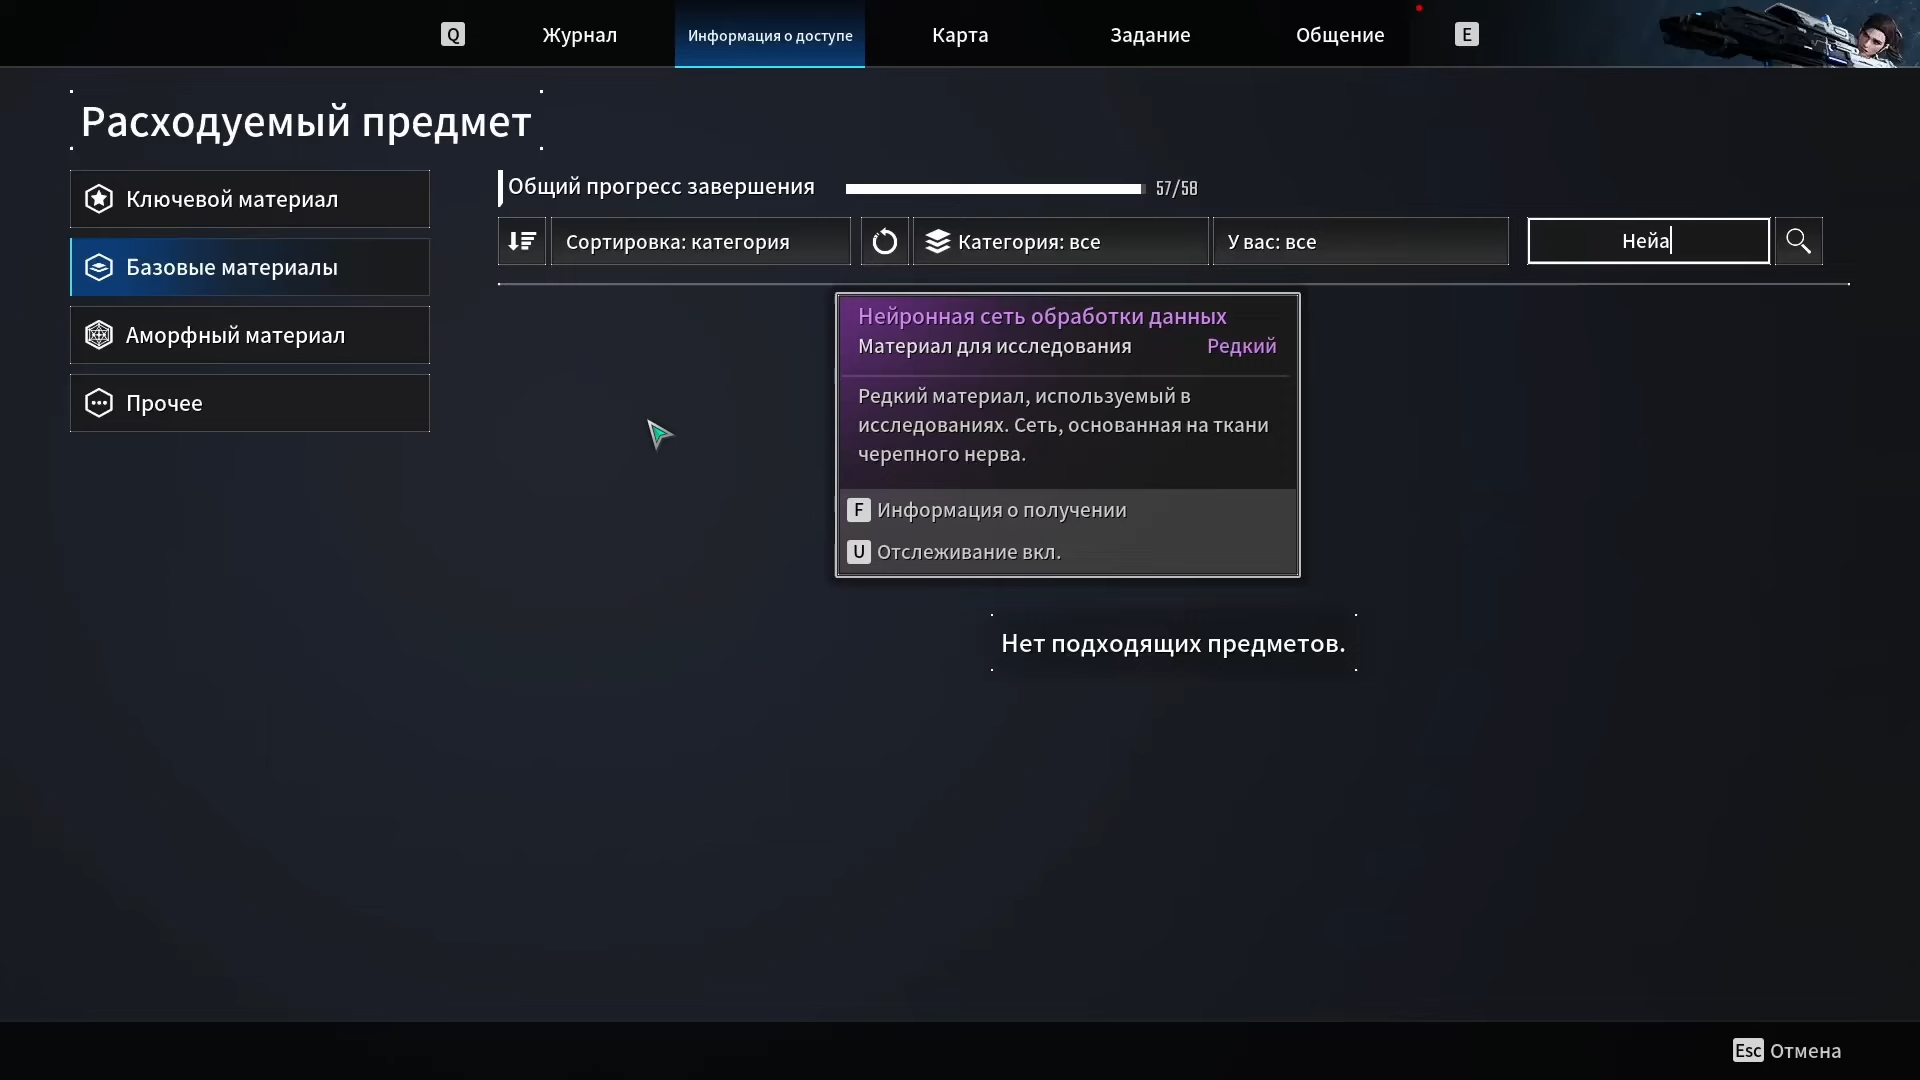 Q
Журнал
Информация о доступе
Карта
Задание
Общение
E
Расходуемый предмет
Ключевой материал
Базовые материалы
Аморфный материал
Прочее
Общий прогресс завершения
57/58
Сортировка: категория
Категория: все
У вас: все
Нейа
Нейронная сеть обработки данных
Материал для исследования Редкий
Редкий материал, используемый в
исследованиях. Сеть, основанная на ткани
черепного нерва.
F Информация о получении
U Отслеживание вкл.
Нет подходящих предметов.
Esc Отмена